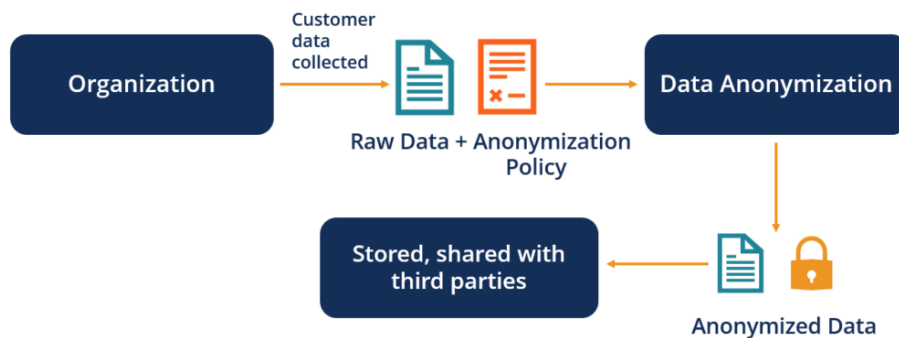 Customer
data
collected
Organization
Data Anonymization
Raw Data + Anonymization
Policy
Stored, shared with
third parties
Anonymized Data